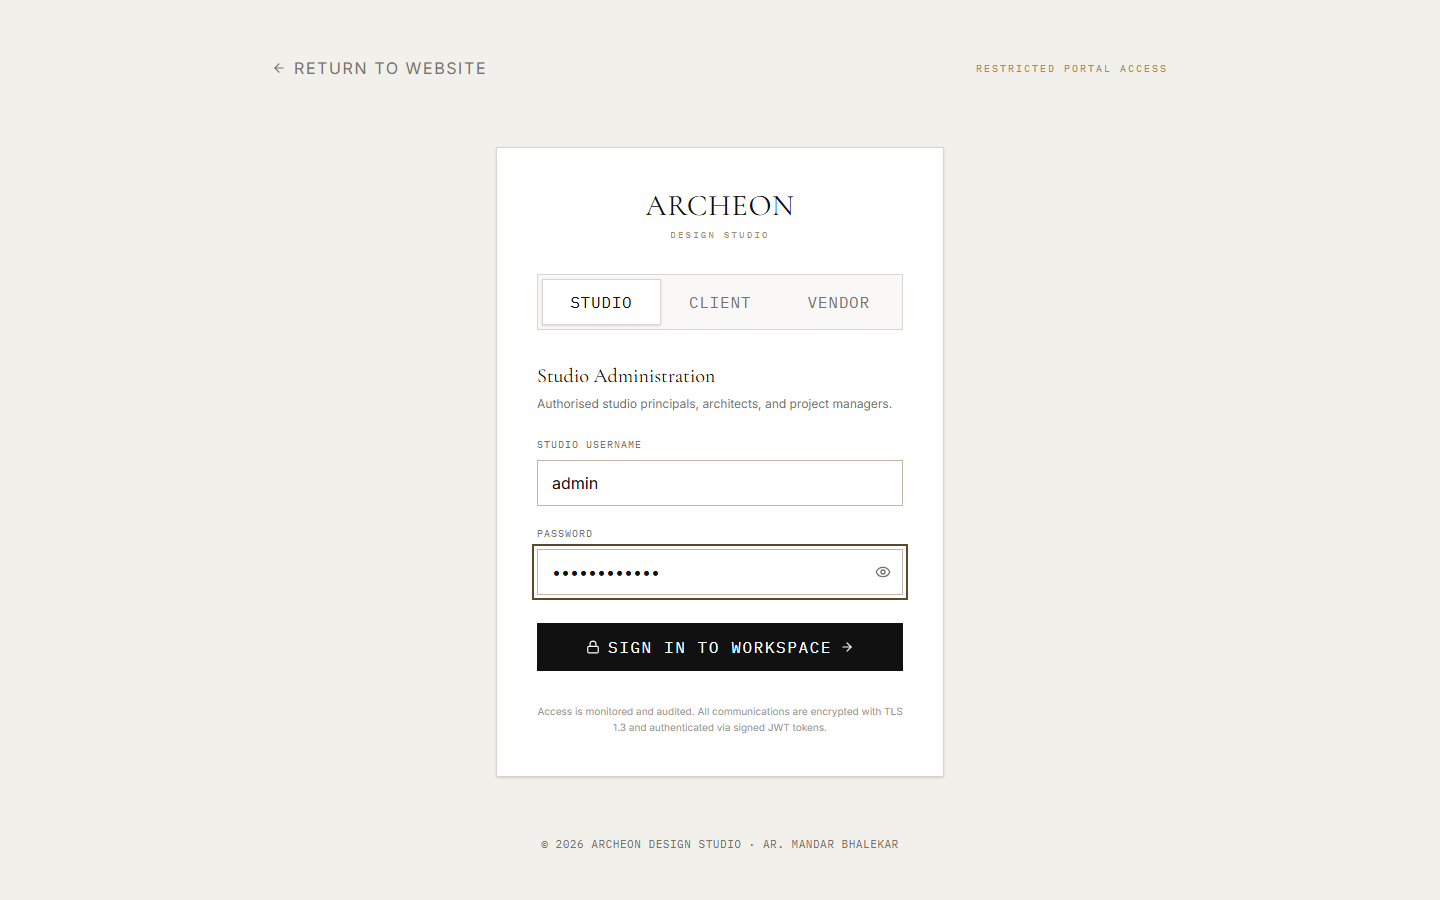 ← RETURN TO WEBSITE
RESTRICTED PORTAL ACCESS
ARCHEON
DESIGN STUDIO
STUDIO CLIENT VENDOR
Studio Administration
Authorised studio principals, architects, and project managers.
STUDIO USERNAME
admin
PASSWORD
••••••••••••
SIGN IN TO WORKSPACE →
Access is monitored and audited. All communications are encrypted with TLS
1.3 and authenticated via signed JWT tokens.
© 2026 ARCHEON DESIGN STUDIO · AR. MANDAR BHALEKAR